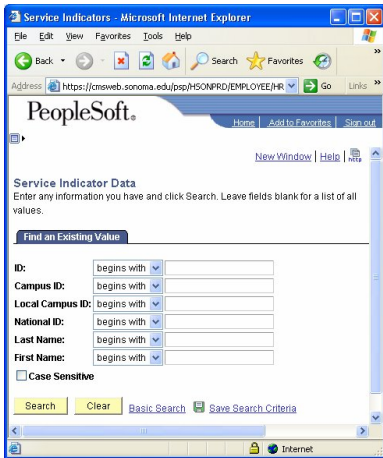 Service Indicators - Microsoft Internet Explorer
File Edit View Favorites Tools Help
Back Search Favorites »
Address https://cmsweb.sonoma.edu/psp/HSONPRD/EMPLOYEE/HR Go Links »
PeopleSoft®
Home Add to Favorites Sign out
New Window | Help | http
Service Indicator Data
Enter any information you have and click Search. Leave fields blank for a list of all
values.
Find an Existing Value
ID: begins with
Campus ID: begins with
Local Campus ID: begins with
National ID: begins with
Last Name: begins with
First Name: begins with
Case Sensitive
Search Clear Basic Search Save Search Criteria
Internet